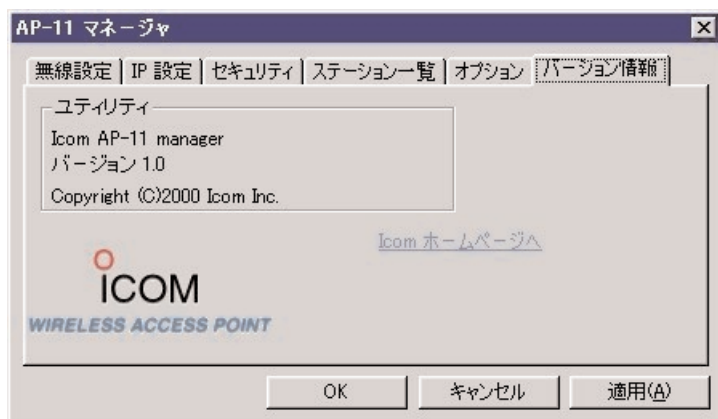 AP-11 マネージャ
無線設定 IP 設定 セキュリティ ステーション一覧 オプション バージョン情報
ユティリティ
Icom AP-11 manager
バージョン 1.0
Copyright (C)2000 Icom Inc.
Icom ホームページへ
ICOM
WIRELESS ACCESS POINT
OK キャンセル 適用(A)